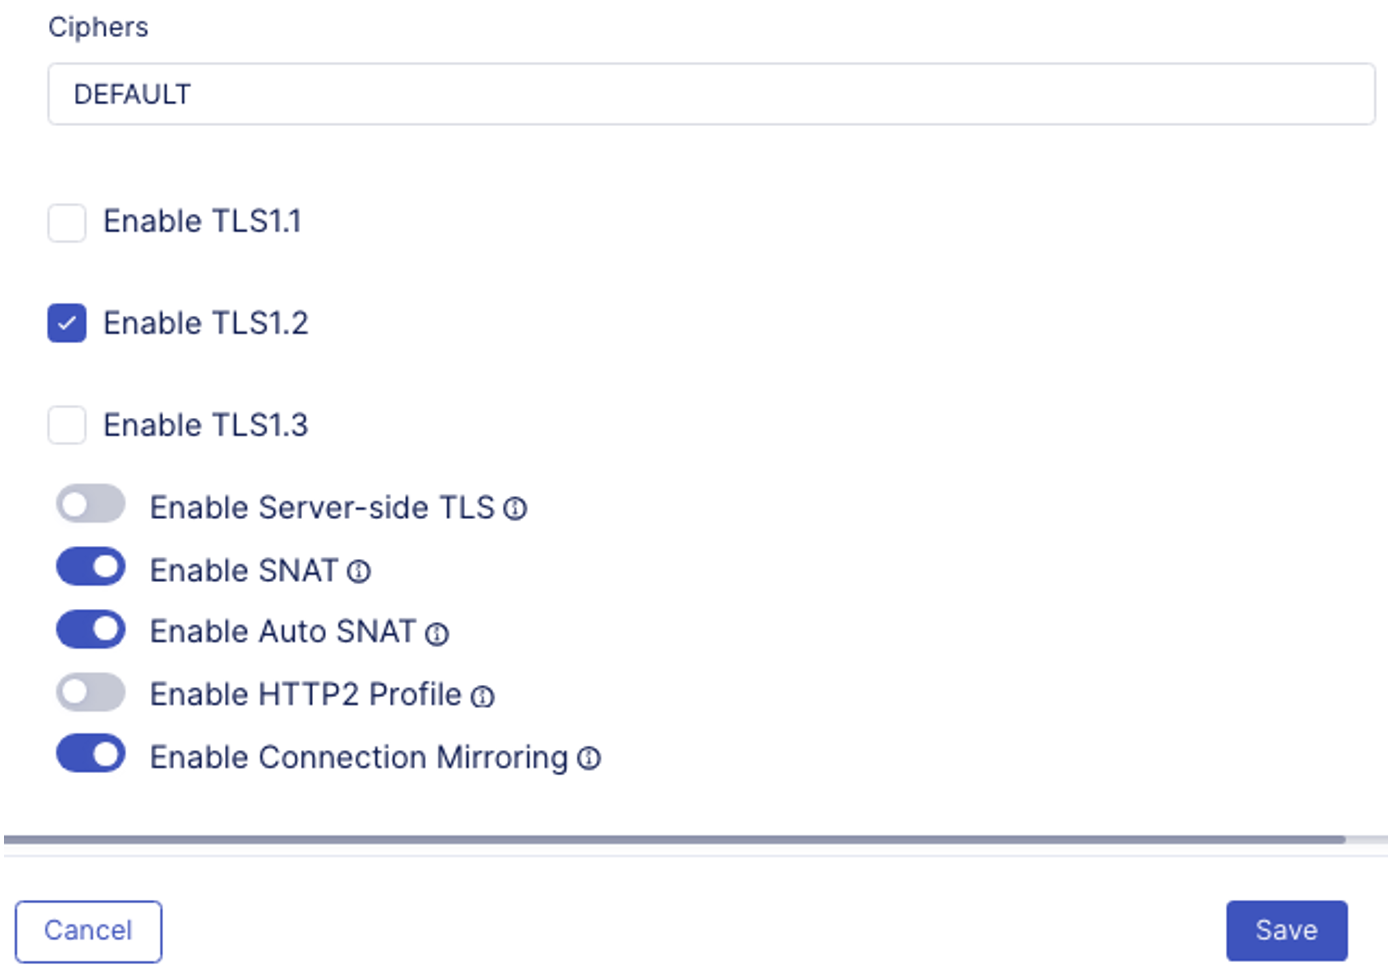 Ciphers
DEFAULT
Enable TLS1.1
Enable TLS1.2
Enable TLS1.3
Enable Server-side TLS
Enable SNAT
Enable Auto SNAT
Enable HTTP2 Profile
Enable Connection Mirroring
Cancel Save